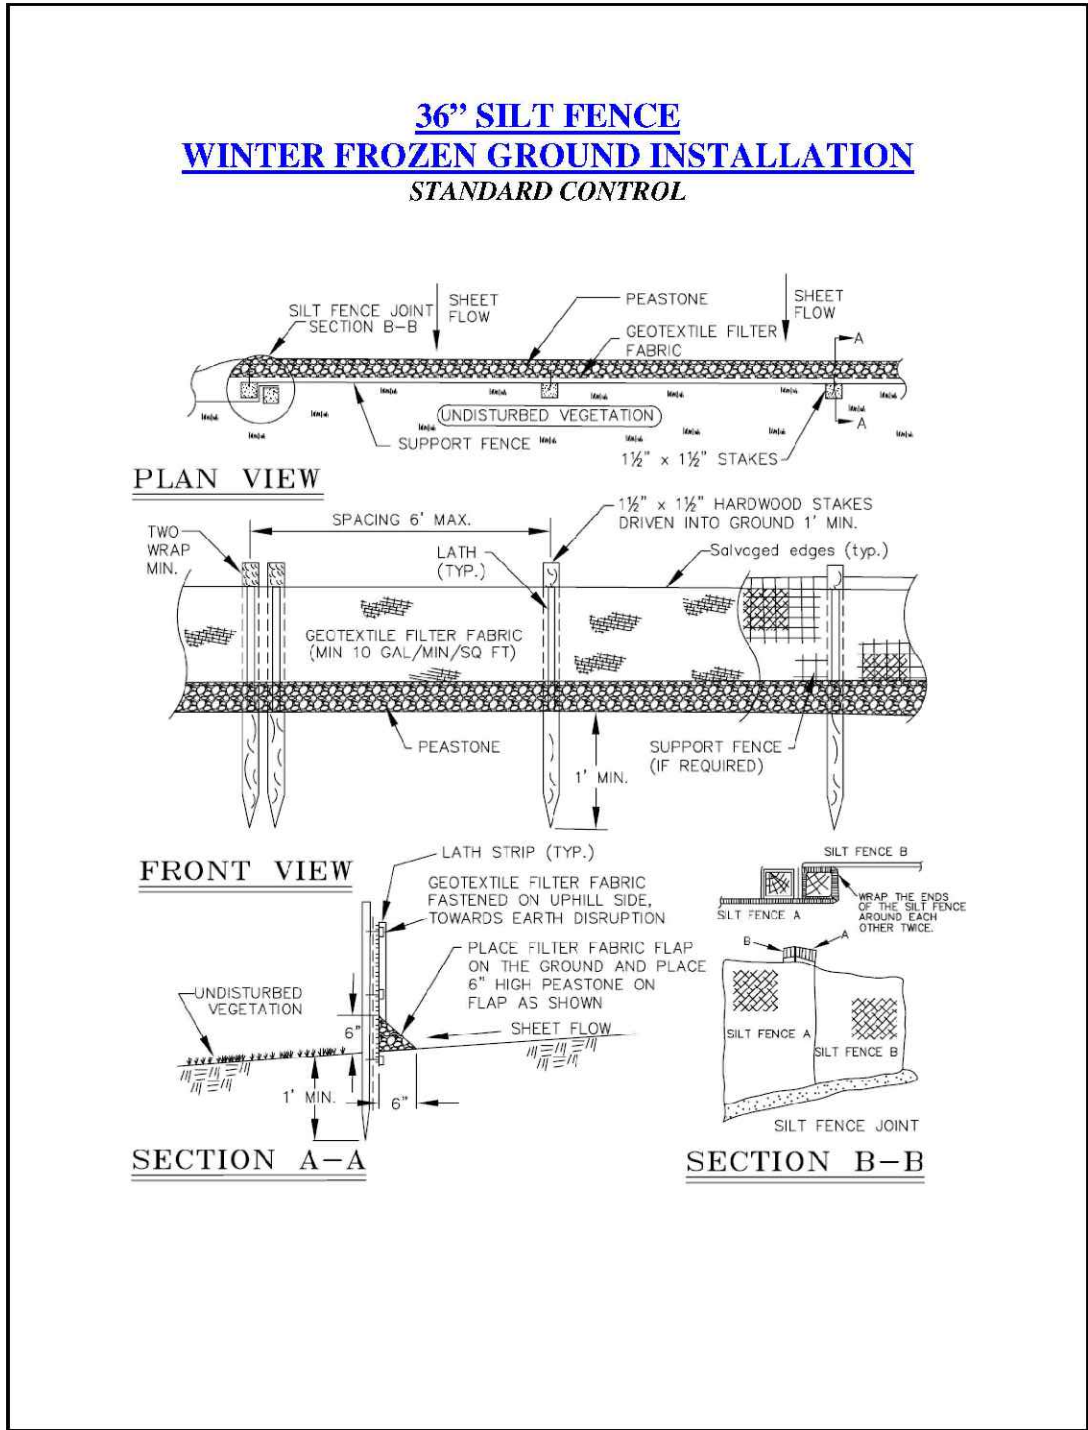 36” SILT FENCE
WINTER FROZEN GROUND INSTALLATION
STANDARD CONTROL
SILT FENCE JOINT
SECTION B-B
SHEET
FLOW
PEASTONE
GEOTEXTILE FILTER
FABRIC
SHEET
FLOW
A
UNDISTURBED VEGETATION
A
SUPPORT FENCE
1½" x 1½" STAKES
PLAN VIEW
TWO
WRAP
MIN.
SPACING 6' MAX.
LATH
(TYP.)
1½" x 1½" HARDWOOD STAKES
DRIVEN INTO GROUND 1' MIN.
Salvaged edges (typ.)
GEOTEXTILE FILTER FABRIC
(MIN 10 GAL/MIN/SQ FT)
PEASTONE
1' MIN.
SUPPORT FENCE
(IF REQUIRED)
FRONT VIEW
LATH STRIP (TYP.)
GEOTEXTILE FILTER FABRIC
FASTENED ON UPHILL SIDE,
TOWARDS EARTH DISRUPTION
PLACE FILTER FABRIC FLAP
ON THE GROUND AND PLACE
6" HIGH PEASTONE ON
FLAP AS SHOWN
UNDISTURBED
VEGETATION
6"
SHEET FLOW
1' MIN.
6"
SECTION A-A
SILT FENCE B
SILT FENCE A
WRAP THE ENDS
OF THE SILT FENCE
AROUND EACH
OTHER TWICE.
B
A
SILT FENCE A
SILT FENCE B
SILT FENCE JOINT
SECTION B-B